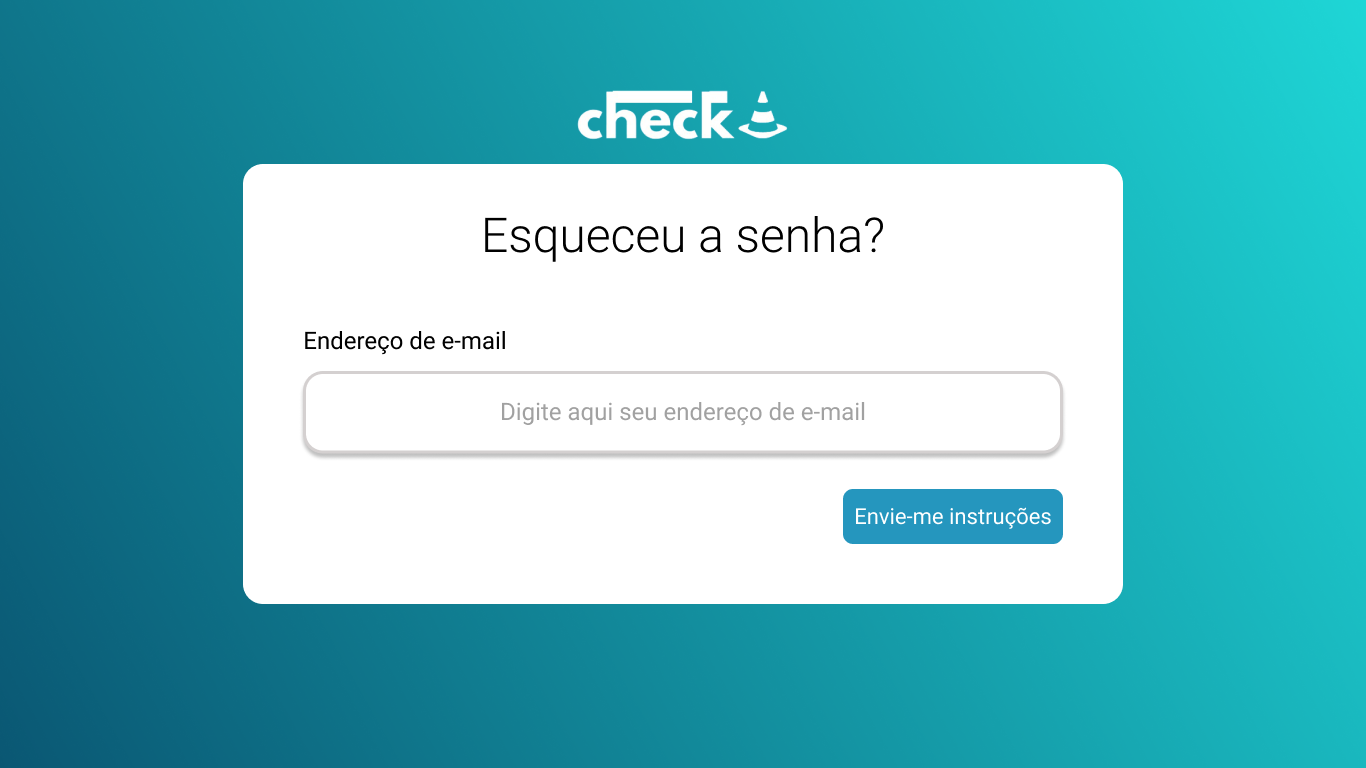 check
Esqueceu a senha?
Endereço de e-mail
Digite aqui seu endereço de e-mail
Envie-me instruções